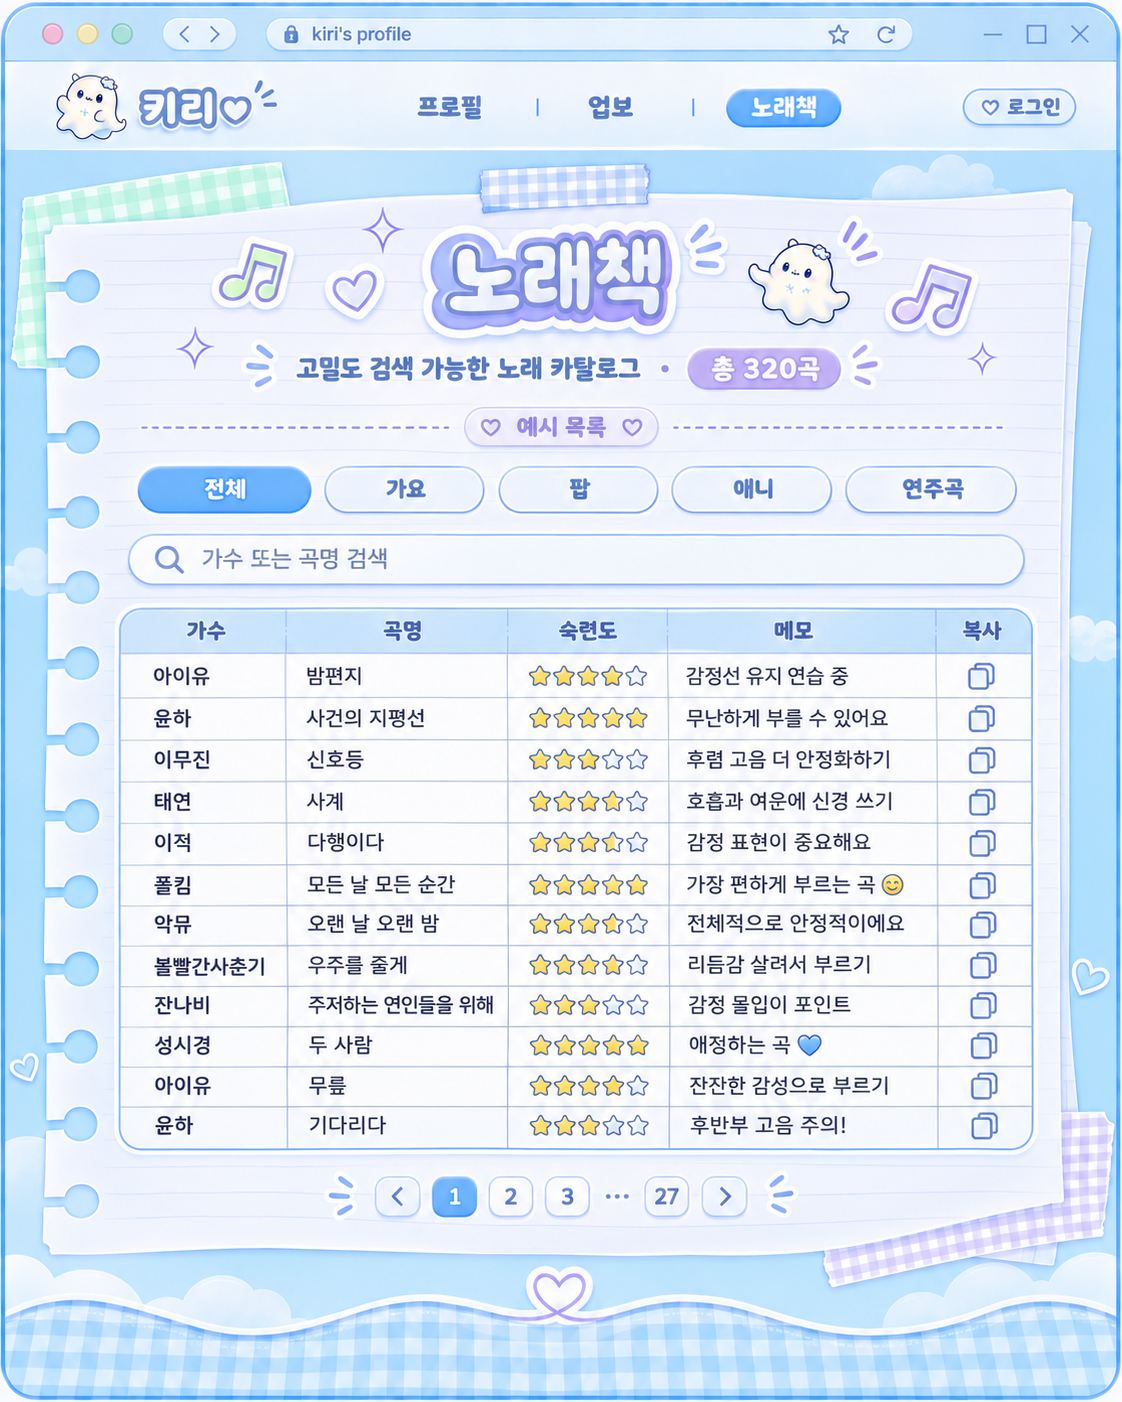 kiri's profile
키리
프로필 | 업보 | 노래책
로그인
노래책
고밀도 검색 가능한 노래 카탈로그 • 총 320곡
예시 목록
전체 가요 팝 애니 연주곡
가수 또는 곡명 검색
가수 곡명 숙련도 메모 복사
아이유 밤편지 감정선 유지 연습 중
윤하 사건의 지평선 무난하게 부를 수 있어요
이무진 신호등 후렴 고음 더 안정화하기
태연 사계 호흡과 여운에 신경 쓰기
이적 다행이다 감정 표현이 중요해요
폴킴 모든 날 모든 순간 가장 편하게 부르는 곡 😊
악뮤 오랜 날 오랜 밤 전체적으로 안정적이에요
볼빨간사춘기 우주를 줄게 리듬감 살려서 부르기
잔나비 주저하는 연인들을 위해 감정 몰입이 포인트
성시경 두 사람 애정하는 곡 💙
아이유 무릎 잔잔한 감성으로 부르기
윤하 기다리다 후반부 고음 주의!
1 2 3 ··· 27